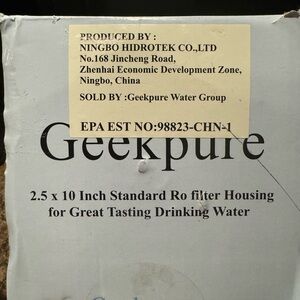 PRODUCED BY :
NINGBO HIDROTEK CO.,LTD
No.168 Jincheng Road,
Zhenhai Economic Development Zone,
Ningbo, China
SOLD BY :Geekpure Water Group
EPA EST NO:98823-CHN-1
Geekpure
2.5 x 10 Inch Standard Ro filter Housing
for Great Tasting Drinking Water